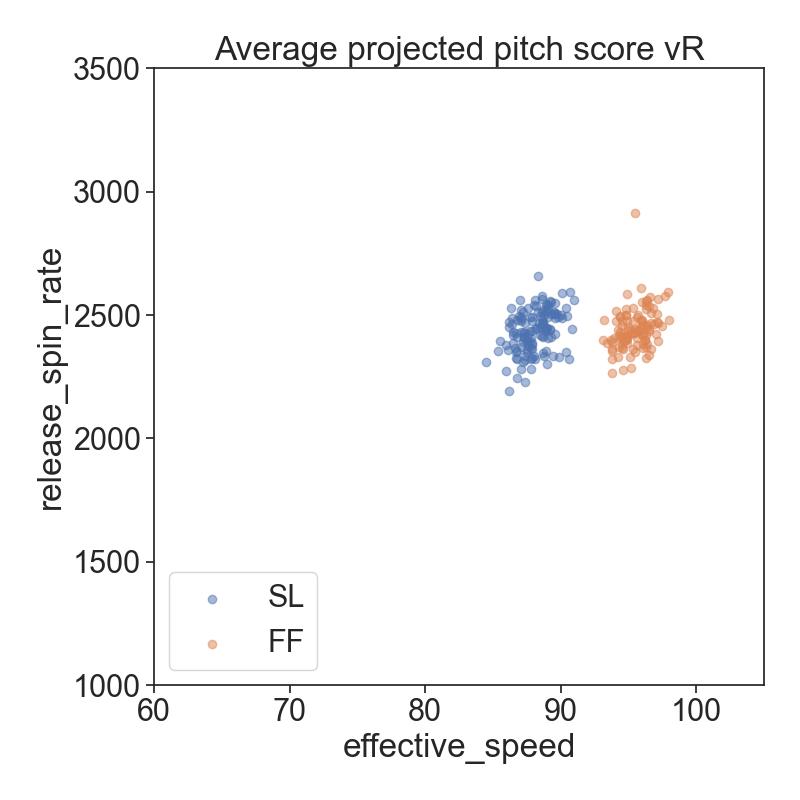 Average projected pitch score vR
3500
3000
2500
2000
1500
1000
release_spin_rate
SL
FF
60 70 80 90 100
effective_speed